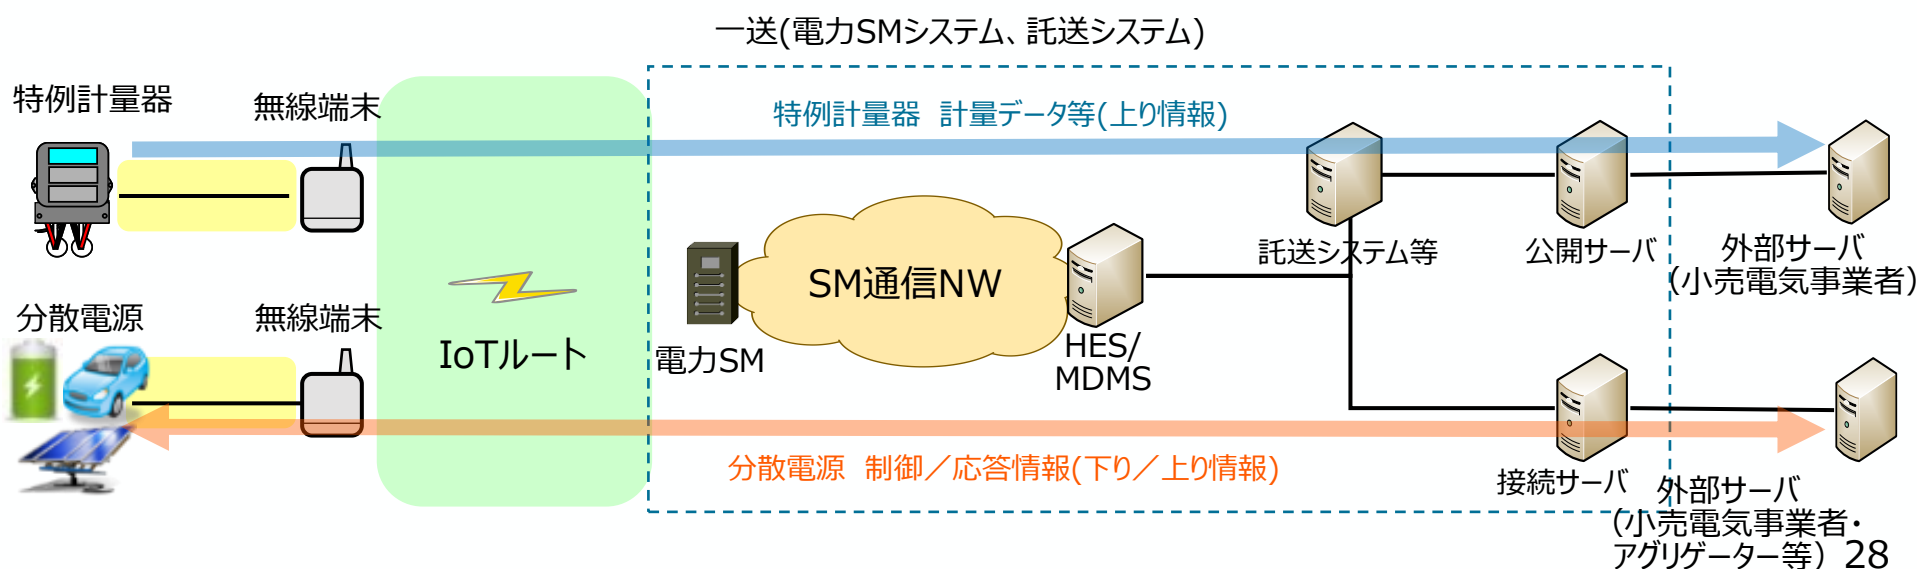 一送(電力SMシステム、託送システム)
特例計量器
無線端末
特例計量器 計量データ等(上り情報)
託送システム等
公開サーバ
外部サーバ
(小売電気事業者)
分散電源
無線端末
IoTルート
電力SM
SM通信NW
HES/
MDMS
分散電源 制御／応答情報(下り／上り情報)
接続サーバ
外部サーバ
(小売電気事業者・
アグリゲーター等)
28